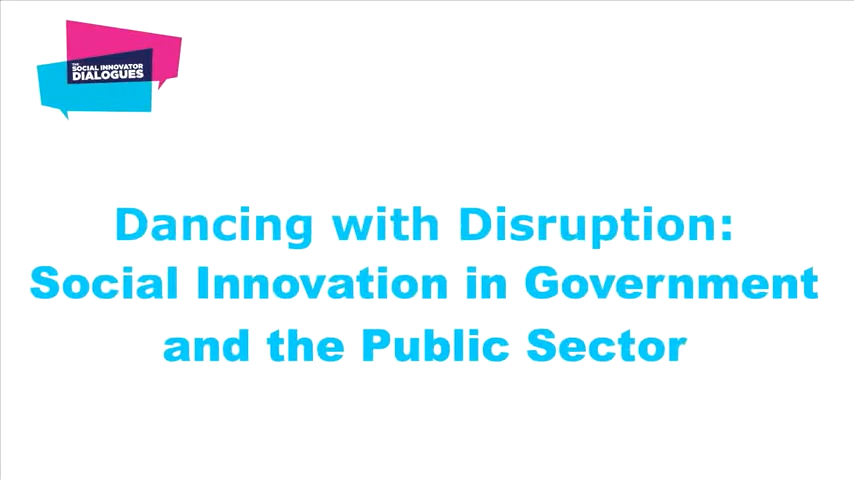 THE
SOCIAL INNOVATOR
DIALOGUES
Dancing with Disruption:
Social Innovation in Government
and the Public Sector